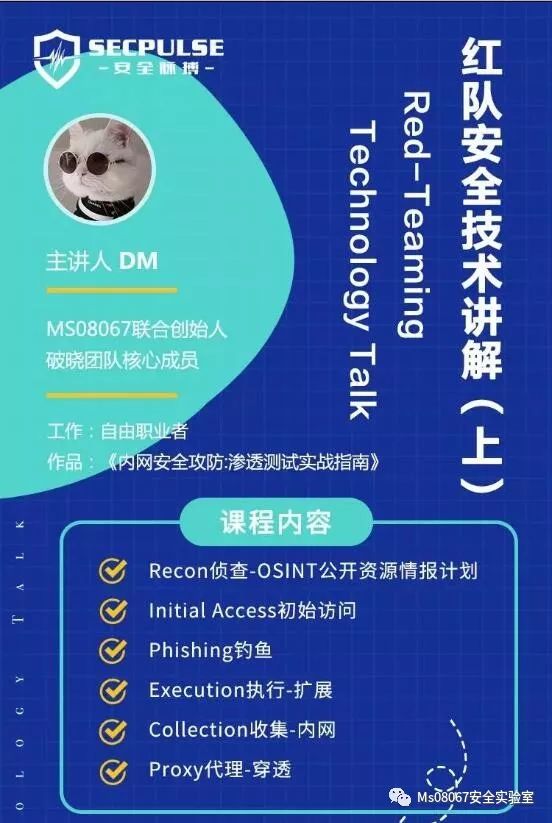 SECPULSE
-安全脉搏-
红队安全技术讲解（上）
Red-Teaming
Technology Talk
主讲人 DM
MS08067联合创始人
破晓团队核心成员
工作：自由职业者
作品：《内网安全攻防:渗透测试实战指南》
课程内容
Recon侦查-OSINT公开资源情报计划
Initial Access初始访问
Phishing钓鱼
Execution执行-扩展
Collection收集-内网
Proxy代理-穿透
OLOGY TALK
Ms08067安全实验室